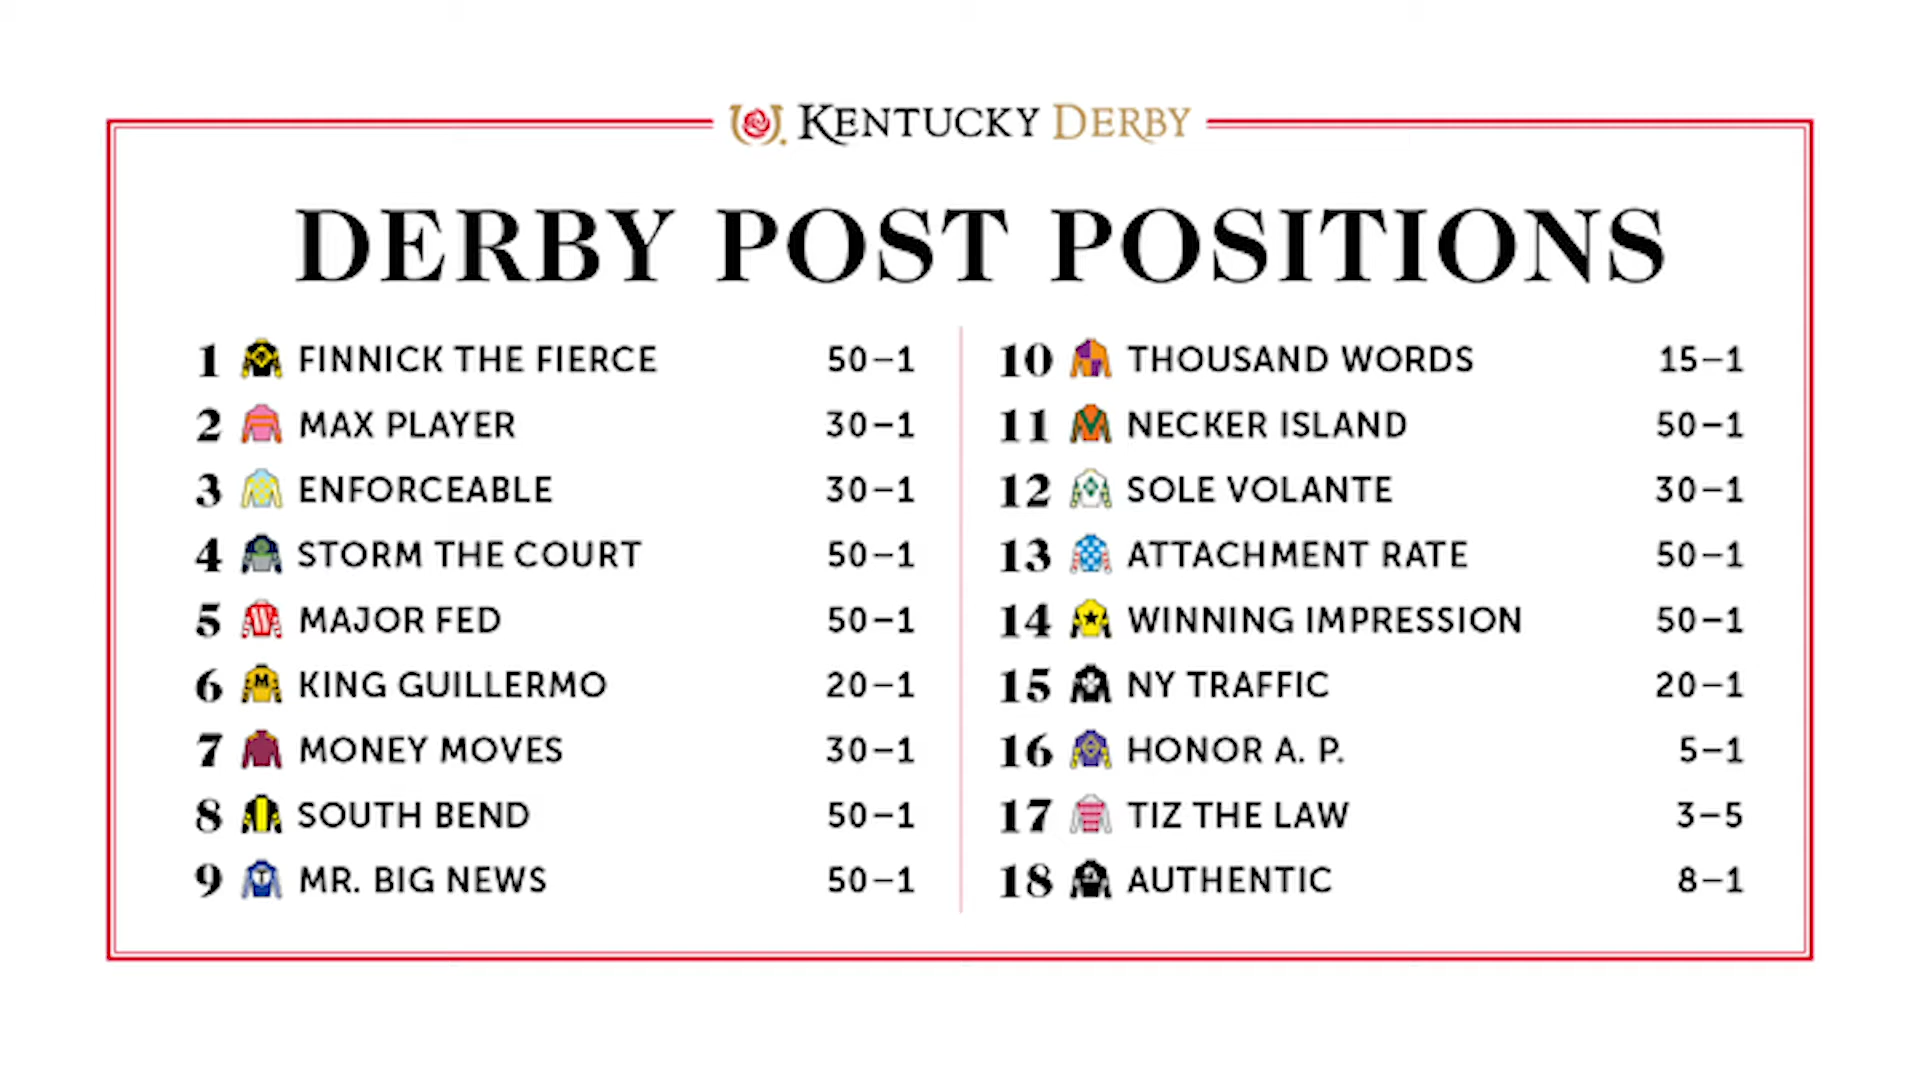 KENTUCKY DERBY
DERBY POST POSITIONS
1 FINNICK THE FIERCE 50–1
2 MAX PLAYER 30–1
3 ENFORCEABLE 30–1
4 STORM THE COURT 50–1
5 MAJOR FED 50–1
6 M KING GUILLERMO 20–1
7 MONEY MOVES 30–1
8 SOUTH BEND 50–1
9 T MR. BIG NEWS 50–1
10 THOUSAND WORDS 15–1
11 NECKER ISLAND 50–1
12 SOLE VOLANTE 30–1
13 ATTACHMENT RATE 50–1
14 WINNING IMPRESSION 50–1
15 NY TRAFFIC 20–1
16 HONOR A. P. 5–1
17 TIZ THE LAW 3–5
18 AUTHENTIC 8–1